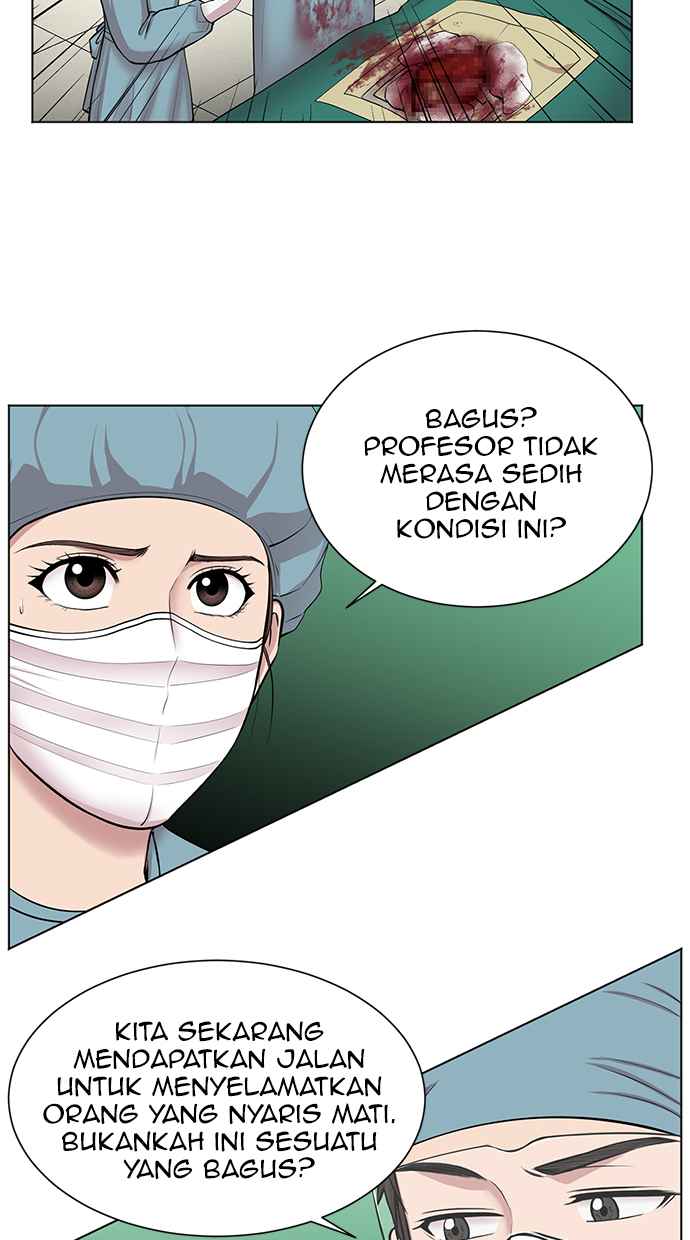 BAGUS?
PROFESOR TIDAK
MERASA SEDIH
DENGAN
KONDISI INI?
KITA SEKARANG
MENDAPATKAN JALAN
UNTUK MENYELAMATKAN
ORANG YANG NYARIS MATI.
BUKANKAH INI SESUATU
YANG BAGUS?